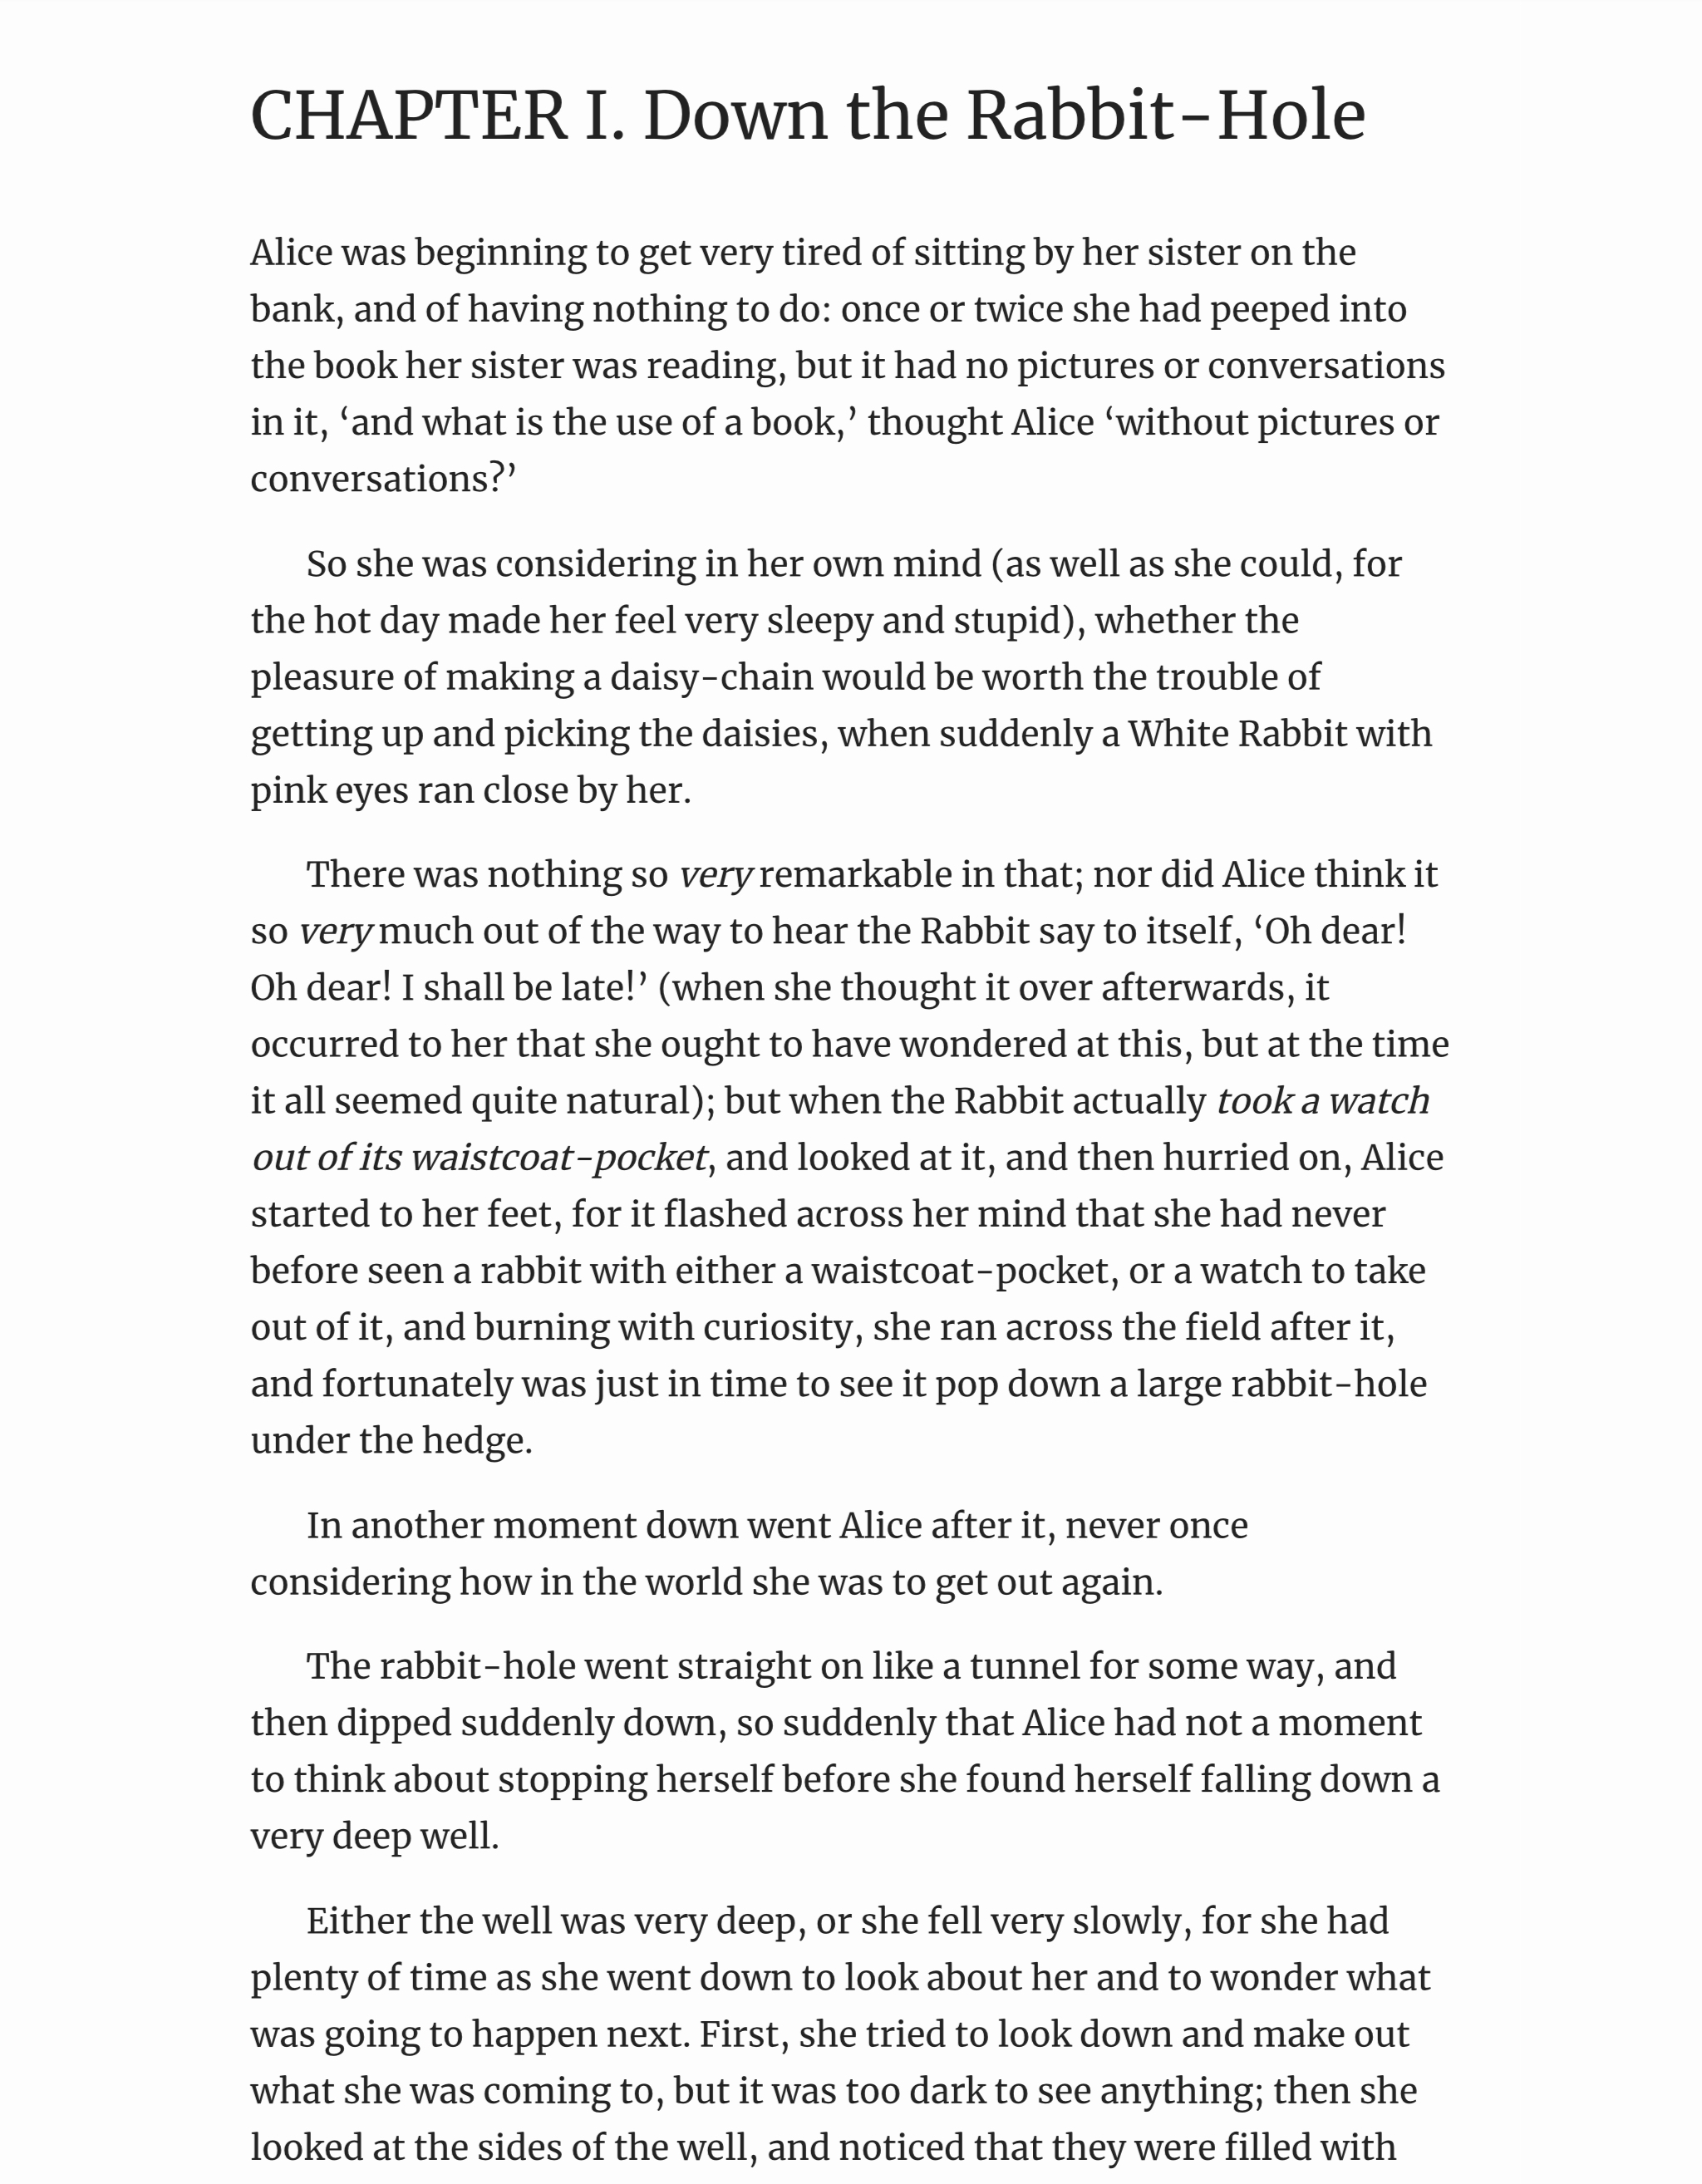 CHAPTER I. Down the Rabbit-Hole
Alice was beginning to get very tired of sitting by her sister on the
bank, and of having nothing to do: once or twice she had peeped into
the book her sister was reading, but it had no pictures or conversations
in it, ‘and what is the use of a book,’ thought Alice ‘without pictures or
conversations?’
So she was considering in her own mind (as well as she could, for
the hot day made her feel very sleepy and stupid), whether the
pleasure of making a daisy-chain would be worth the trouble of
getting up and picking the daisies, when suddenly a White Rabbit with
pink eyes ran close by her.
There was nothing so very remarkable in that; nor did Alice think it
so very much out of the way to hear the Rabbit say to itself, ‘Oh dear!
Oh dear! I shall be late!’ (when she thought it over afterwards, it
occurred to her that she ought to have wondered at this, but at the time
it all seemed quite natural); but when the Rabbit actually took a watch
out of its waistcoat-pocket, and looked at it, and then hurried on, Alice
started to her feet, for it flashed across her mind that she had never
before seen a rabbit with either a waistcoat-pocket, or a watch to take
out of it, and burning with curiosity, she ran across the field after it,
and fortunately was just in time to see it pop down a large rabbit-hole
under the hedge.
In another moment down went Alice after it, never once
considering how in the world she was to get out again.
The rabbit-hole went straight on like a tunnel for some way, and
then dipped suddenly down, so suddenly that Alice had not a moment
to think about stopping herself before she found herself falling down a
very deep well.
Either the well was very deep, or she fell very slowly, for she had
plenty of time as she went down to look about her and to wonder what
was going to happen next. First, she tried to look down and make out
what she was coming to, but it was too dark to see anything; then she
looked at the sides of the well, and noticed that they were filled with